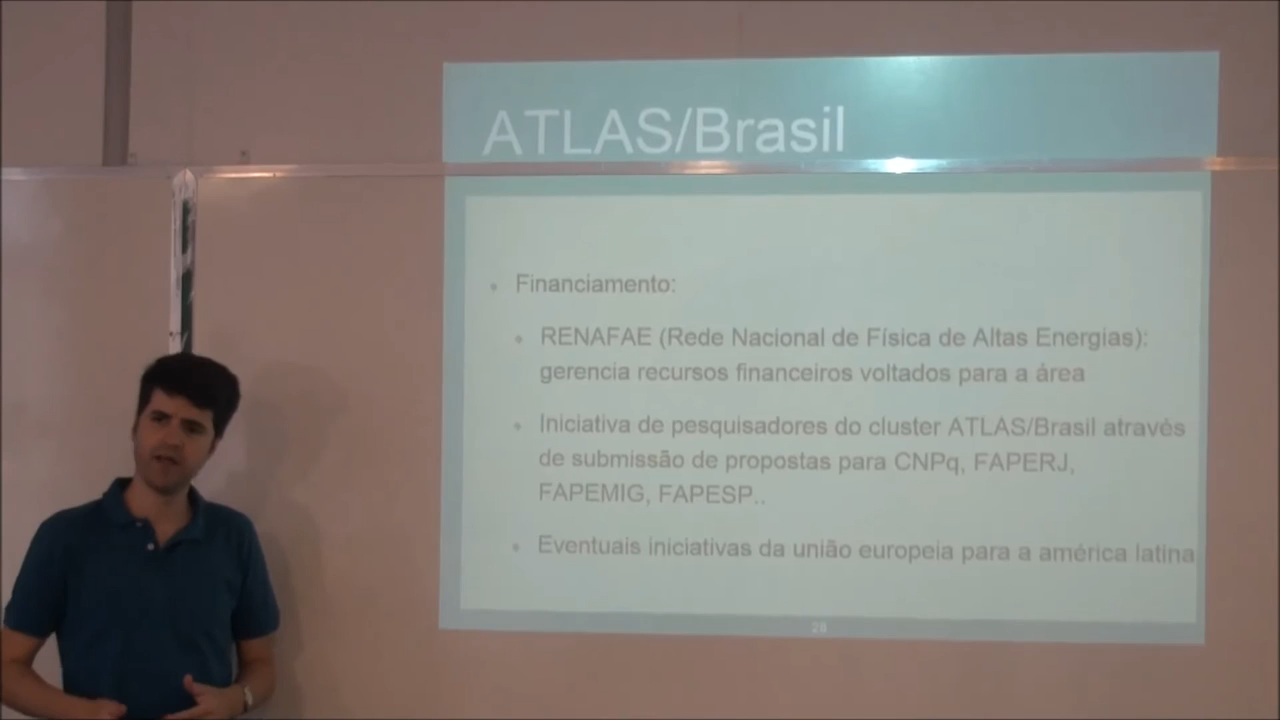 ATLAS/Brasil
Financiamento:
RENAFAE (Rede Nacional de Física de Altas Energias):
gerencia recursos financeiros voltados para a área
Iniciativa de pesquisadores do cluster ATLAS/Brasil através
de submissão de propostas para CNPq, FAPERJ,
FAPEMIG, FAPESP..
Eventuais iniciativas da união europeia para a américa latina